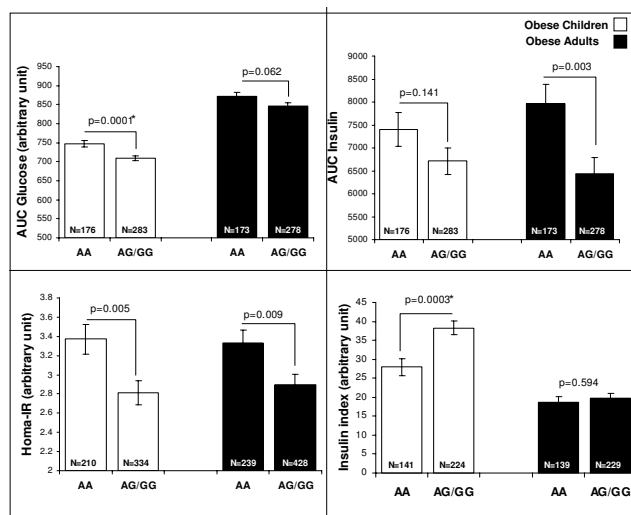 Obese Children
Obese Adults
AUC Glucose (arbitrary unit)
950
900
850
800
750
700
650
600
550
500
p=0.0001*
p=0.062
N=176
N=283
N=173
N=278
AA
AG/GG
AA
AG/GG
AUC Insulin
9000
8500
8000
7500
7000
6500
6000
5500
5000
p=0.141
p=0.003
N=176
N=283
N=173
N=278
AA
AG/GG
AA
AG/GG
Homa-IR (arbitrary unit)
3.8
3.6
3.4
3.2
3
2.8
2.6
2.4
2.2
2
p=0.005
p=0.009
N=210
N=334
N=239
N=428
AA
AG/GG
AA
AG/GG
Insulin index (arbitrary unit)
45
40
35
30
25
20
15
10
5
0
p=0.0003*
p=0.594
N=141
N=224
N=139
N=229
AA
AG/GG
AA
AG/GG